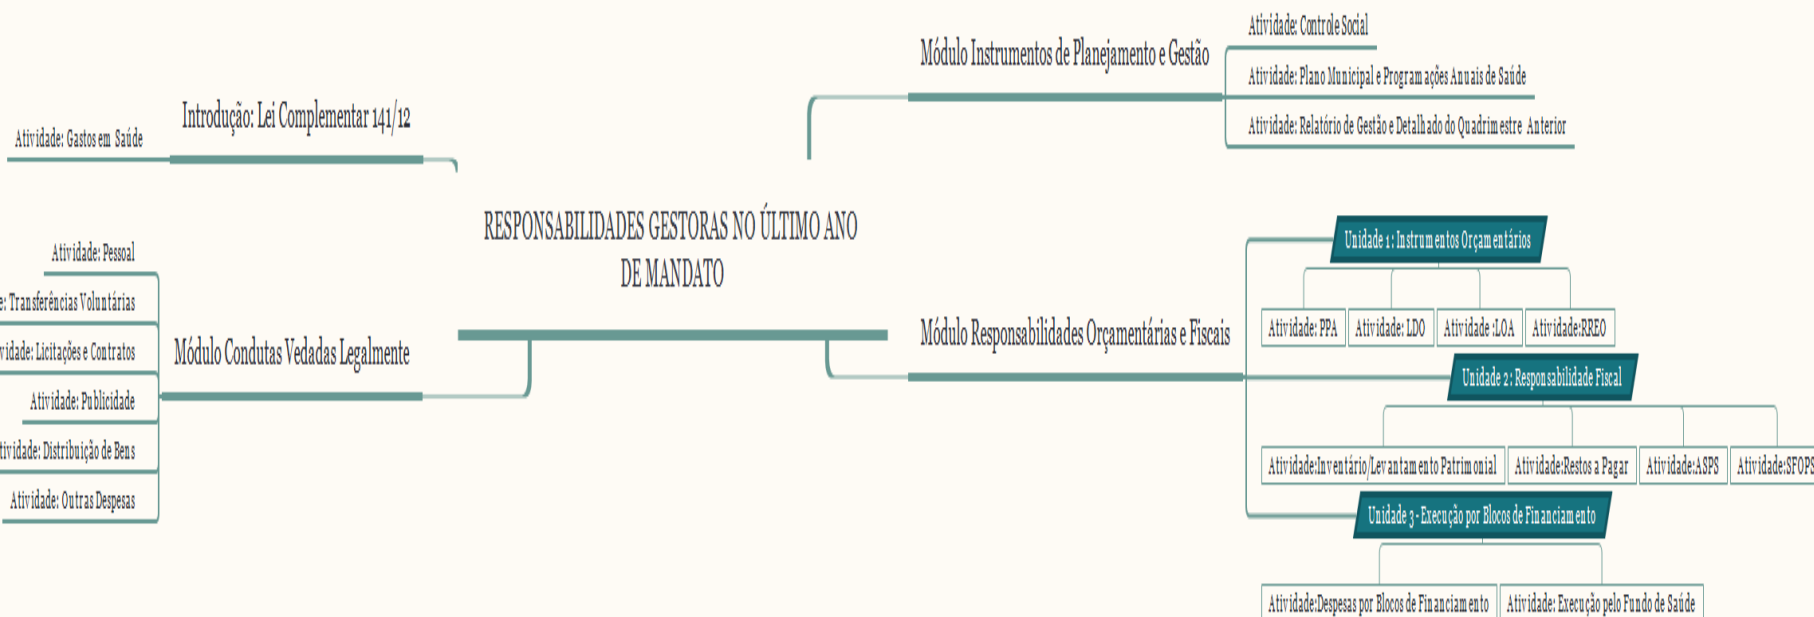 RESPONSABILIDADES GESTORAS NO ÚLTIMO ANO
DE MANDATO
Introdução: Lei Complementar 141/12
Atividade: Gastos em Saúde
Módulo Condutas Vedadas Legalmente
Atividade: Pessoal
: Transferências Voluntárias
Licitações e Contratos
Atividade: Publicidade
Distribuição de Bens
Atividade: Outras Despesas
Módulo Instrumentos de Planejamento e Gestão
Atividade: Controle Social
Atividade: Plano Municipal e Programações Anuais de Saúde
Atividade: Relatório de Gestão e Detalhado do Quadrimestre Anterior
Módulo Responsabilidades Orçamentárias e Fiscais
Unidade 1: Instrumentos Orçamentários
Atividade: PPA
Atividade: LDO
Atividade :LOA
Atividade:RREO
Unidade 2: Responsabilidade Fiscal
Atividade:Inventário/Levantamento Patrimonial
Atividade:Restos a Pagar
Atividade:ASPS
Atividade:SFOPS
Unidade 3 - Execução por Blocos de Financiamento
Atividade:Despesas por Blocos de Financiamento
Atividade: Execução pelo Fundo de Saúde